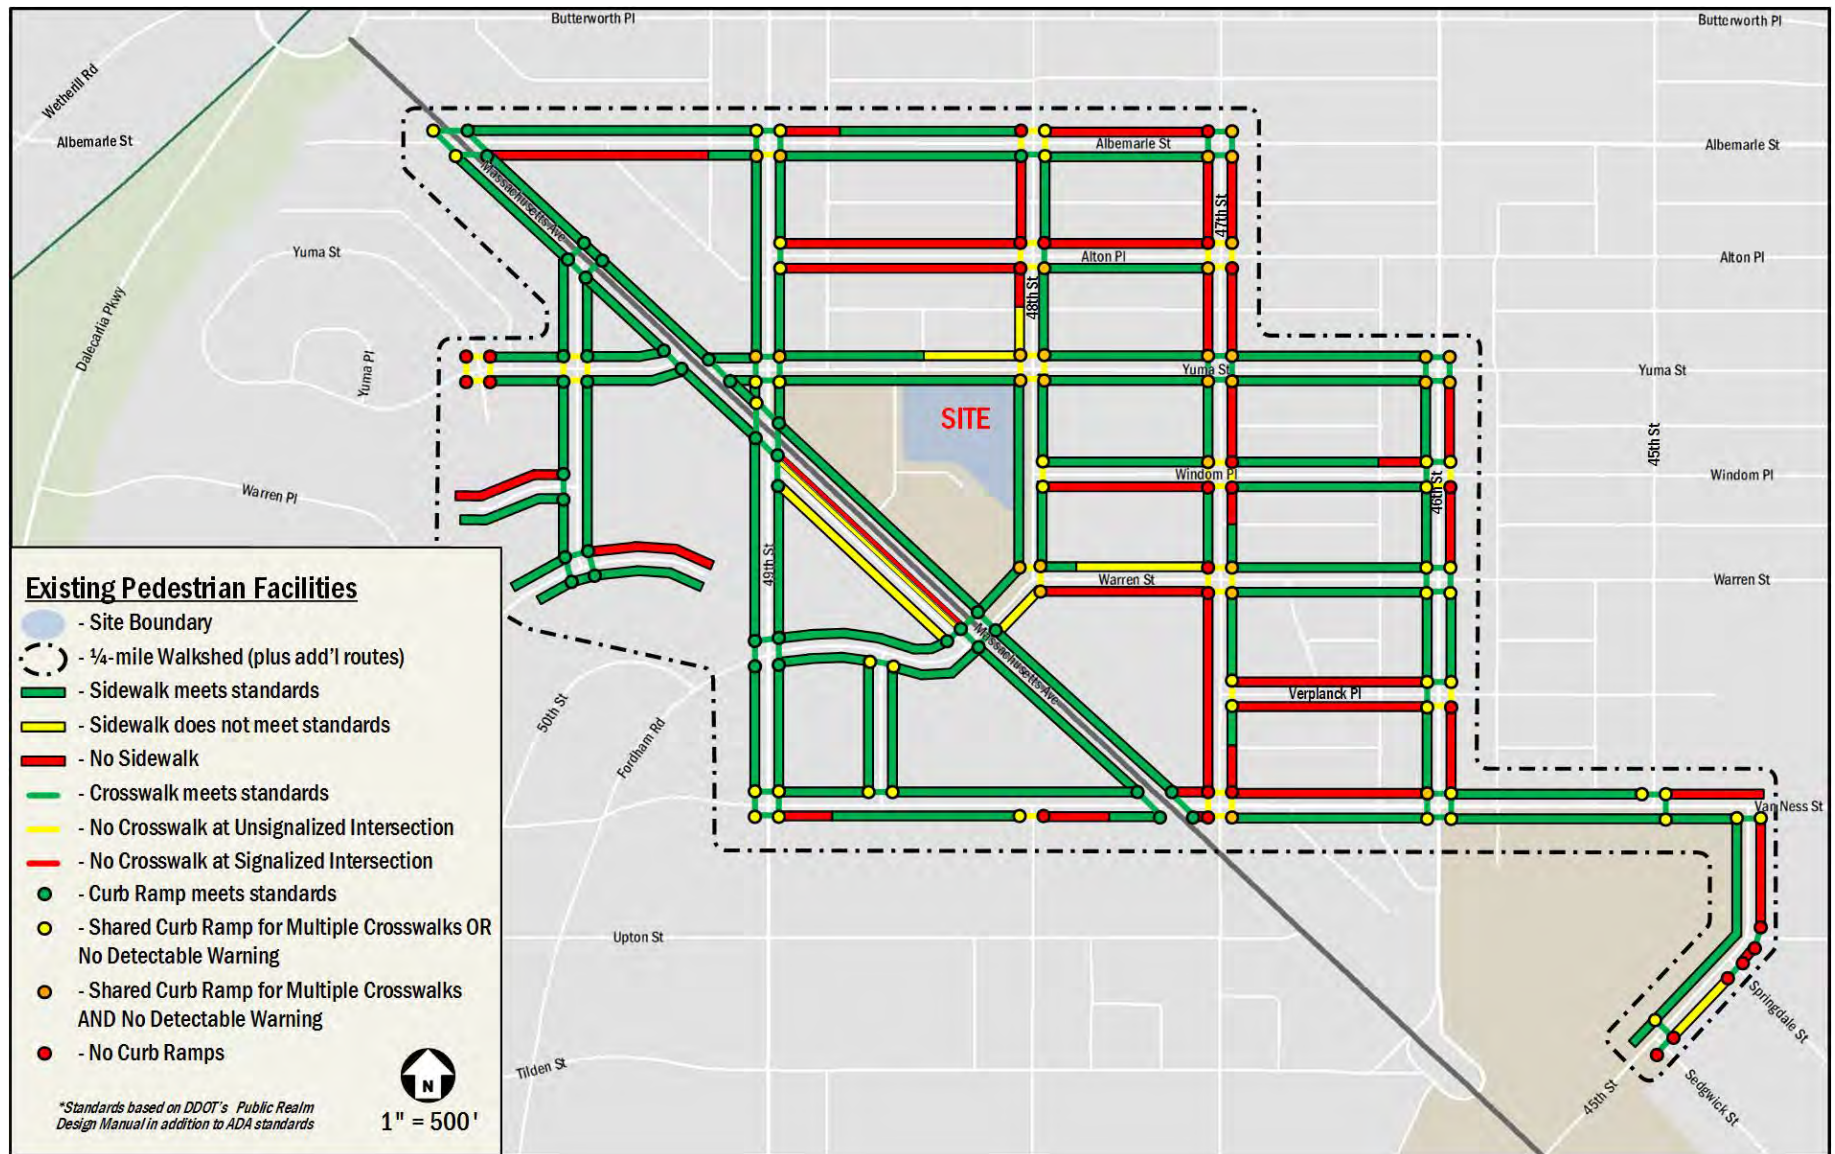 Butterworth Pl
Butterworth Pl
Wetherill Rd
Albemarle St
Albemarle St
Albemarle St
Massachusetts Ave
47th St
Yuma St
Alton Pl
Alton Pl
48th St
Dalecarlia Pkwy
Yuma Pl
Yuma St
Yuma St
SITE
45th St
Windom Pl
Windom Pl
46th St
Warren Pl
49th St
Warren St
Warren St
Massachusetts Ave
Verplanck Pl
50th St
Fordham Rd
Van Ness St
Upton St
Springdale St
Tilden St
45th St
Sedgwick St
Existing Pedestrian Facilities
- Site Boundary
- ¼-mile Walkshed (plus add'l routes)
- Sidewalk meets standards
- Sidewalk does not meet standards
- No Sidewalk
- Crosswalk meets standards
- No Crosswalk at Unsignalized Intersection
- No Crosswalk at Signalized Intersection
- Curb Ramp meets standards
- Shared Curb Ramp for Multiple Crosswalks OR
No Detectable Warning
- Shared Curb Ramp for Multiple Crosswalks
AND No Detectable Warning
- No Curb Ramps
N
1" = 500'
*Standards based on DDOT's Public Realm
Design Manual in addition to ADA standards